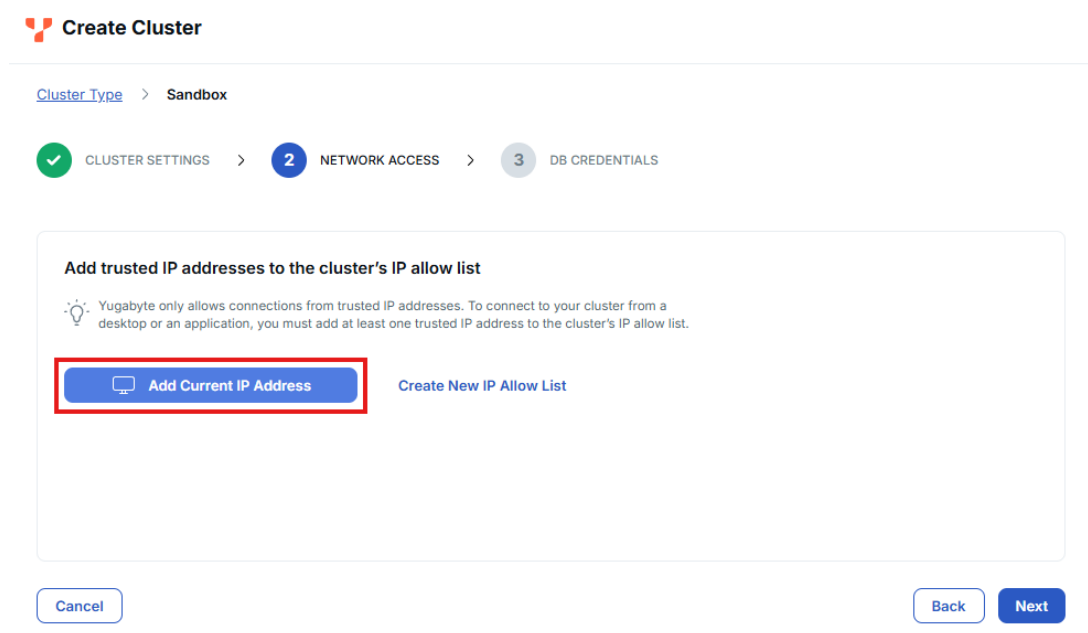 Create Cluster
Cluster Type > Sandbox
CLUSTER SETTINGS > 2 NETWORK ACCESS > 3 DB CREDENTIALS
Add trusted IP addresses to the cluster’s IP allow list
Yugabyte only allows connections from trusted IP addresses. To connect to your cluster from a
desktop or an application, you must add at least one trusted IP address to the cluster’s IP allow list.
Add Current IP Address Create New IP Allow List
Cancel Back Next